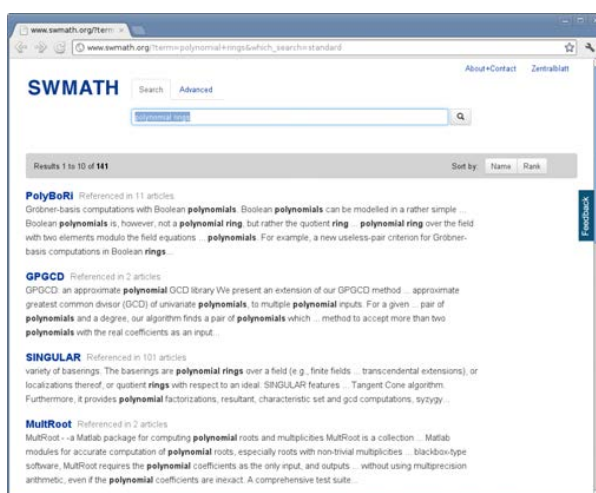 www.swmath.org/?term=
www.swmath.org/?term=polynomial+rings&which_search=standard
About+Contact Zentralblatt
SWMATH Search Advanced
polynomial rings
Results 1 to 10 of 141 Sort by: Name Rank
Feedback
PolyBoRi Referenced in 11 articles
Gröbner-basis computations with Boolean polynomials. Boolean polynomials can be modelled in a rather simple ...
Boolean polynomials is, however, not a polynomial ring, but rather the quotient ring ... polynomial ring over the field
with two elements modulo the field equations ... polynomials. For example, a new useless-pair criterion for Gröbner-
basis computations in Boolean rings...
GPGCD Referenced in 2 articles
GPGCD: an approximate polynomial GCD library We present an extension of our GPGCD method ... approximate
greatest common divisor (GCD) of univariate polynomials, to multiple polynomial inputs. For a given ... pair of
polynomials and a degree, our algorithm finds a pair of polynomials which ... method to accept more than two
polynomials with the real coefficients as an input...
SINGULAR Referenced in 101 articles
variety of baserings. The baserings are polynomial rings over a field (e.g., finite fields ... transcendental extensions), or
localizations thereof, or quotient rings with respect to an ideal. SINGULAR features ... Tangent Cone algorithm.
Furthermore, it provides polynomial factorizations, resultant, characteristic set and gcd computations, syzygy...
MultRoot Referenced in 2 articles
MultRoot - -a Matlab package for computing polynomial roots and multiplicities MultRoot is a collection ... Matlab
modules for accurate computation of polynomial roots, especially roots with non-trivial multiplicities ... blackbox-type
software, MultRoot requires the polynomial coefficients as the only input, and outputs ... without using multiprecision
arithmetic, even if the polynomial coefficients are inexact. A comprehensive test suite...